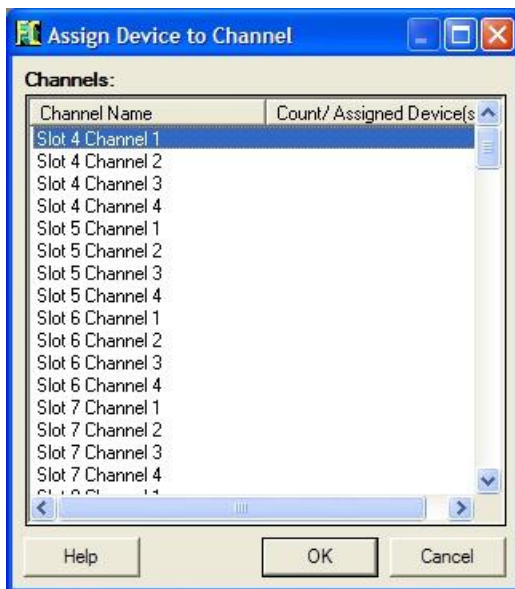 Assign Device to Channel
Channels:
Channel Name Count/ Assigned Device(s
Slot 4 Channel 1
Slot 4 Channel 2
Slot 4 Channel 3
Slot 4 Channel 4
Slot 5 Channel 1
Slot 5 Channel 2
Slot 5 Channel 3
Slot 5 Channel 4
Slot 6 Channel 1
Slot 6 Channel 2
Slot 6 Channel 3
Slot 6 Channel 4
Slot 7 Channel 1
Slot 7 Channel 2
Slot 7 Channel 3
Slot 7 Channel 4
Help OK Cancel